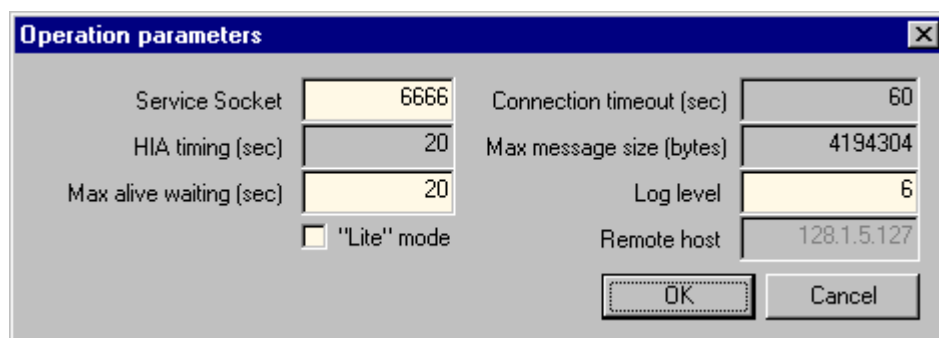 Operation parameters
Service Socket 6666 Connection timeout (sec) 60
HIA timing (sec) 20 Max message size (bytes) 4194304
Max alive waiting (sec) 20 Log level 6
"Lite" mode Remote host 128.1.5.127
OK Cancel